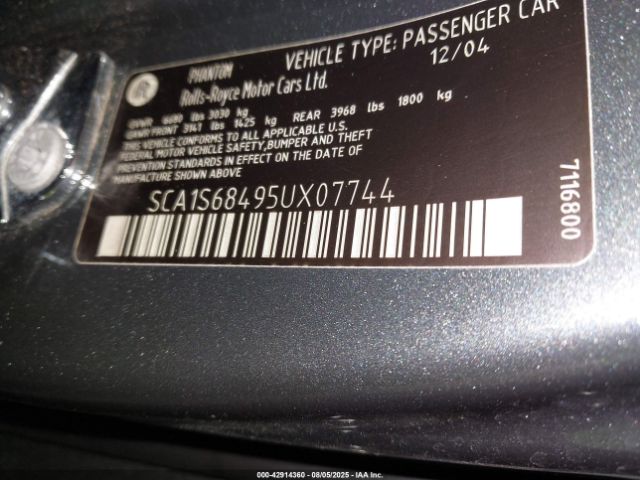 PHANTOM
Rolls-Royce Motor Cars Ltd.
VEHICLE TYPE: PASSENGER CAR
12/04
GVWR 6680 lbs 3030 kg
GAWR FRONT 3141 lbs 1425 kg REAR 3968 lbs 1800 kg
THIS VEHICLE CONFORMS TO ALL APPLICABLE U.S.
FEDERAL MOTOR VEHICLE SAFETY, BUMPER AND THEFT
PREVENTION STANDARDS IN EFFECT ON THE DATE OF
MANUFACTURE SHOWN ABOVE
SCA1S68495UX07744
7116800
000-42914360 - 08/05/2025 - IAA Inc.